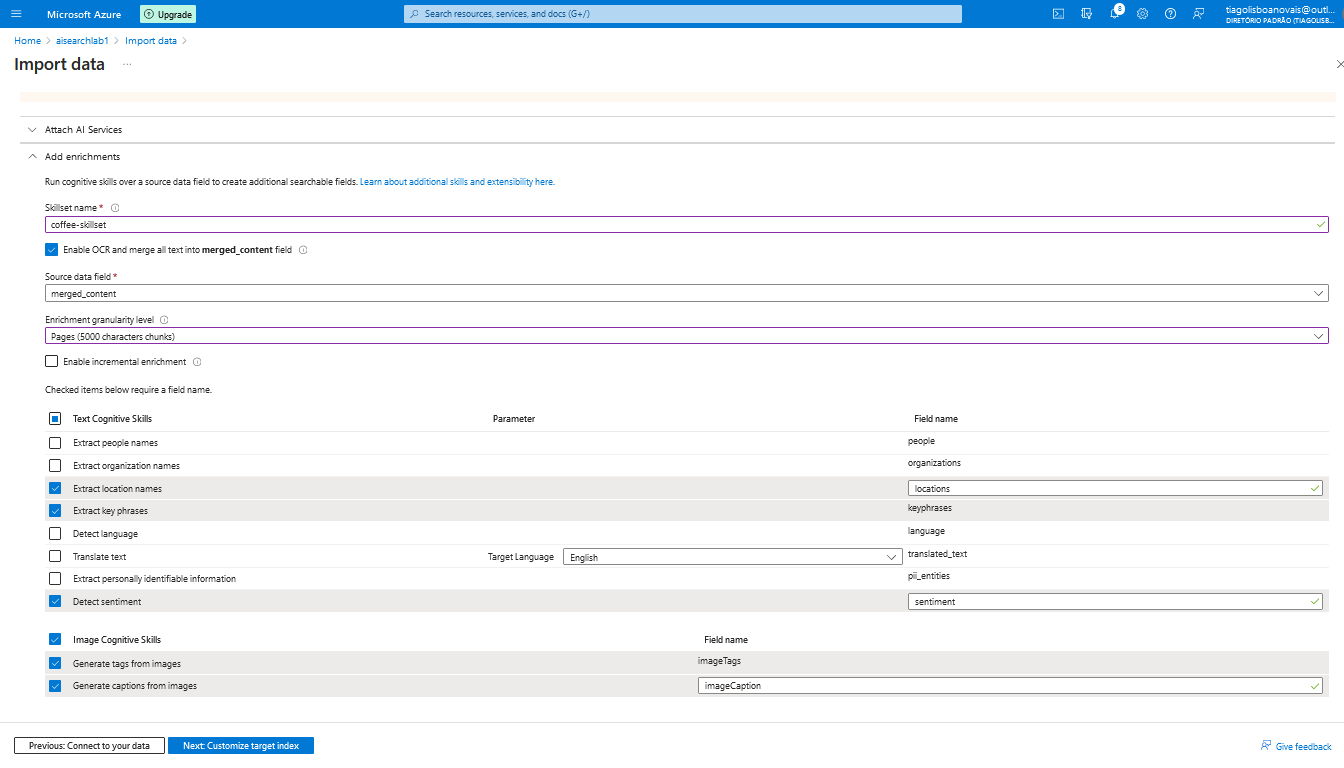 Microsoft Azure
Upgrade
Search resources, services, and docs (G+/)
8
tiagolisboanovais@outl...
DIRETÓRIO PADRÃO (TIAGOLISB...
Home > aisearchlab1 > Import data >
Import data ...
Attach AI Services
Add enrichments
Run cognitive skills over a source data field to create additional searchable fields. Learn about additional skills and extensibility here.
Skillset name *
coffee-skillset
Enable OCR and merge all text into merged_content field
Source data field *
merged_content
Enrichment granularity level
Pages (5000 characters chunks)
Enable incremental enrichment
Checked items below require a field name.
Text Cognitive Skills Parameter Field name
Extract people names people
Extract organization names organizations
Extract location names locations
Extract key phrases keyphrases
Detect language language
Translate text Target Language English translated_text
Extract personally identifiable information pii_entities
Detect sentiment sentiment
Image Cognitive Skills Field name
Generate tags from images imageTags
Generate captions from images imageCaption
Previous: Connect to your data
Next: Customize target index
Give feedback